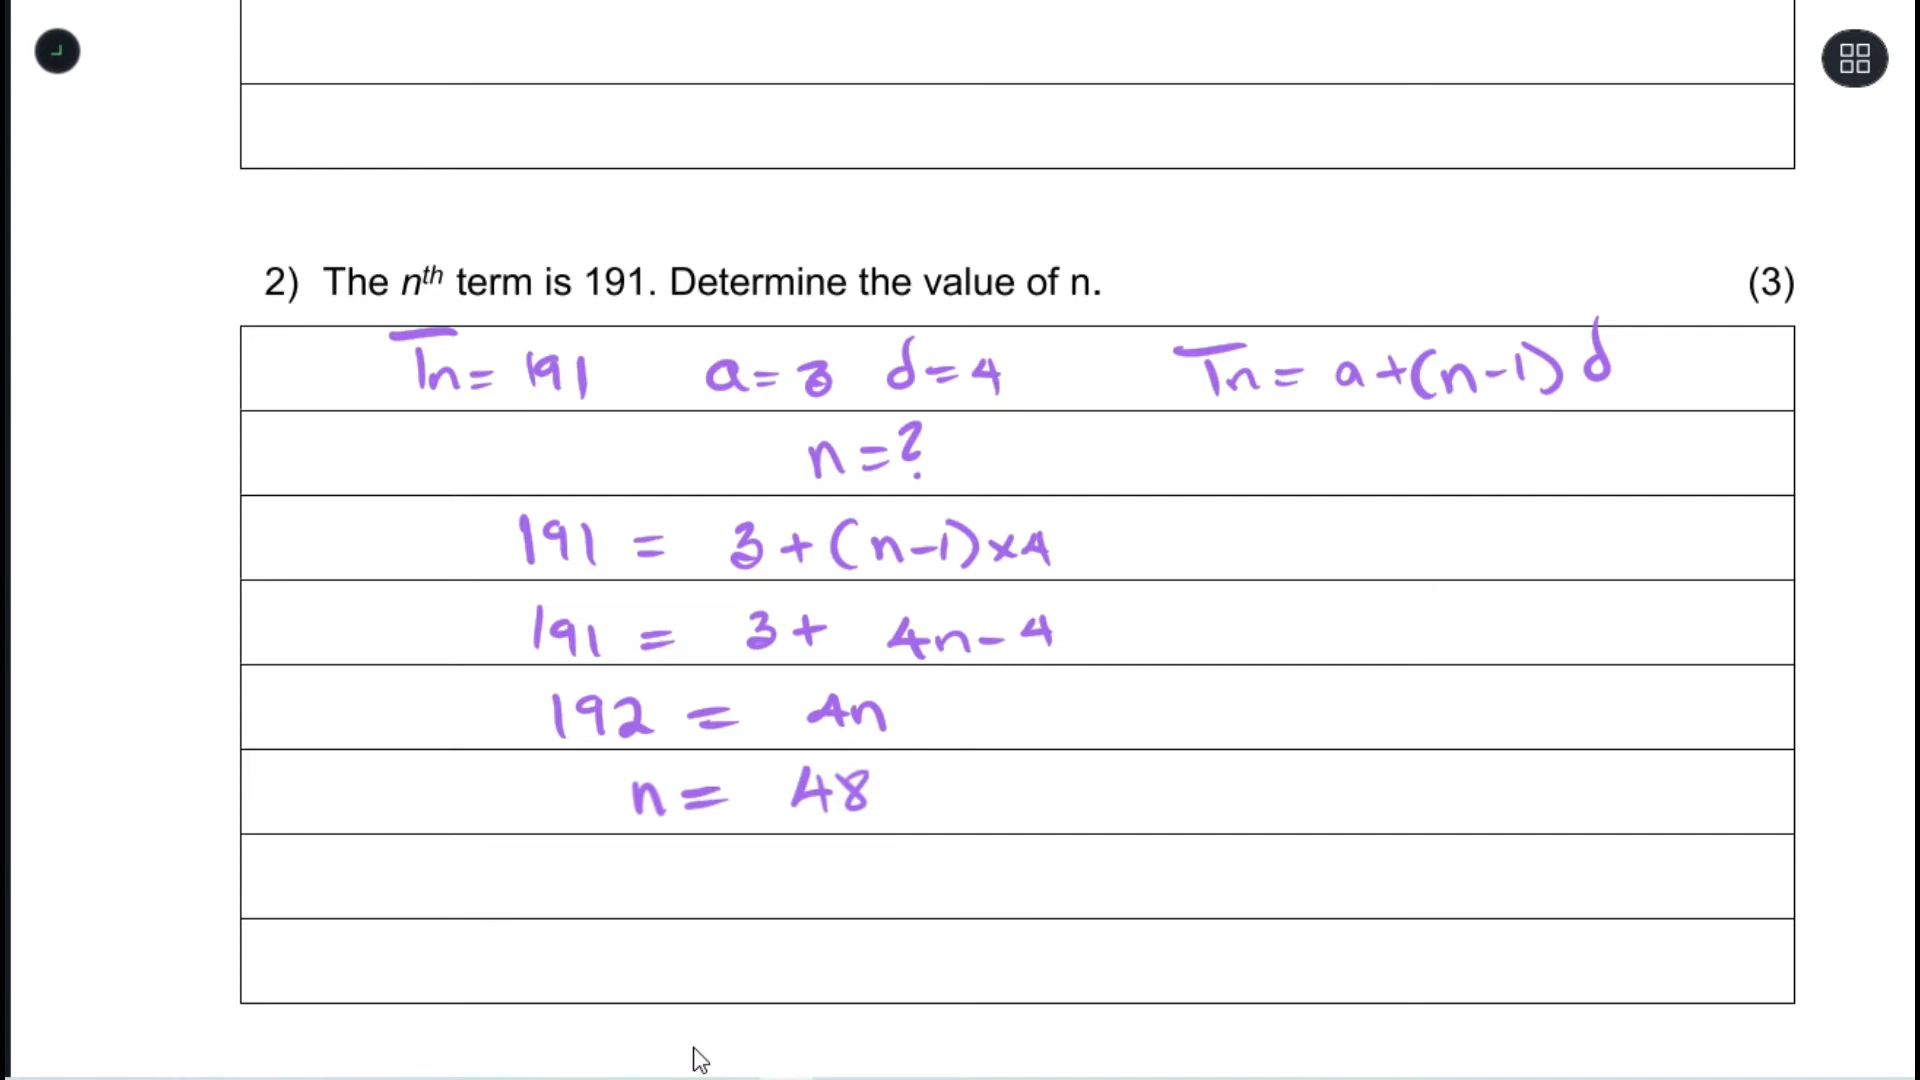 2) The nth term is 191. Determine the value of n. (3)
Tn = 191 a = 3 d = 4 Tn = a + (n-1) d
n = ?
191 = 3 + (n-1) x 4
191 = 3 + 4n - 4
192 = 4n
n = 48